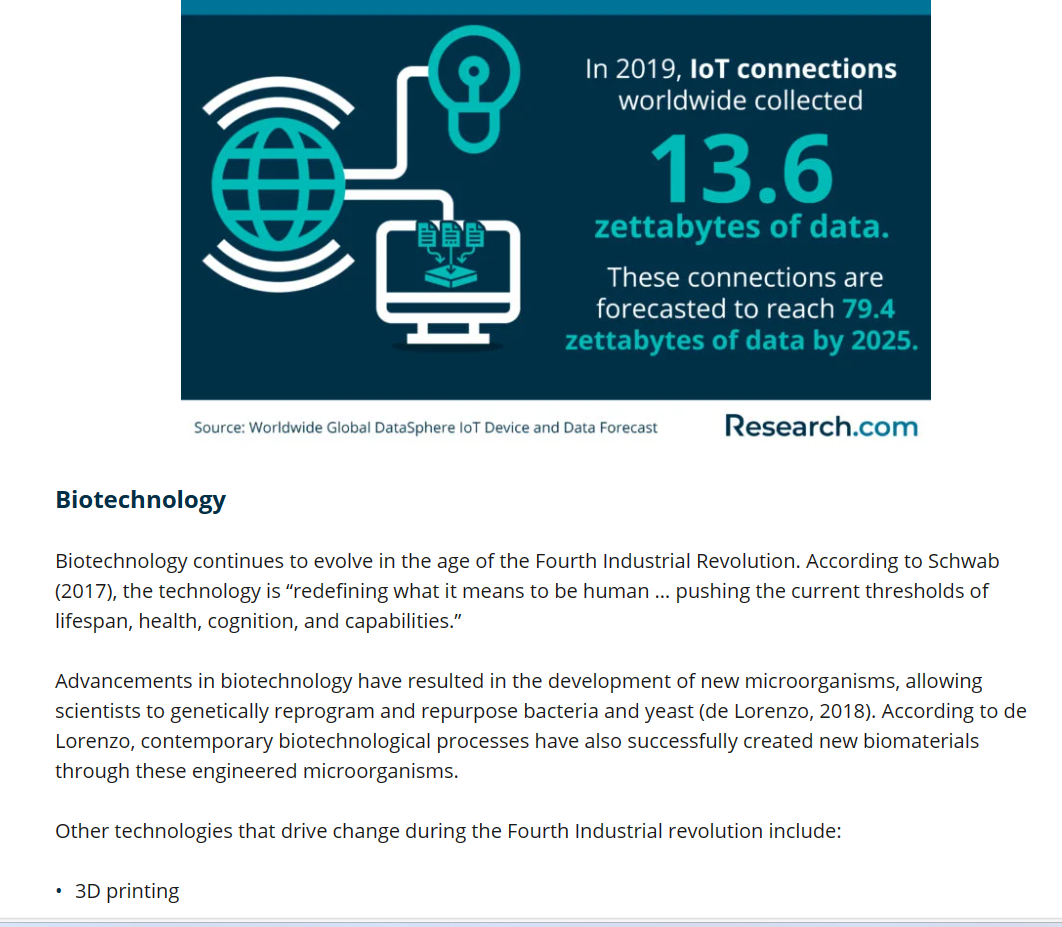 In 2019, IoT connections
worldwide collected
13.6
zettabytes of data.
These connections are
forecasted to reach 79.4
zettabytes of data by 2025.
Source: Worldwide Global DataSphere IoT Device and Data Forecast
Research.com
Biotechnology
Biotechnology continues to evolve in the age of the Fourth Industrial Revolution. According to Schwab
(2017), the technology is “redefining what it means to be human ... pushing the current thresholds of
lifespan, health, cognition, and capabilities.”
Advancements in biotechnology have resulted in the development of new microorganisms, allowing
scientists to genetically reprogram and repurpose bacteria and yeast (de Lorenzo, 2018). According to de
Lorenzo, contemporary biotechnological processes have also successfully created new biomaterials
through these engineered microorganisms.
Other technologies that drive change during the Fourth Industrial revolution include:
• 3D printing